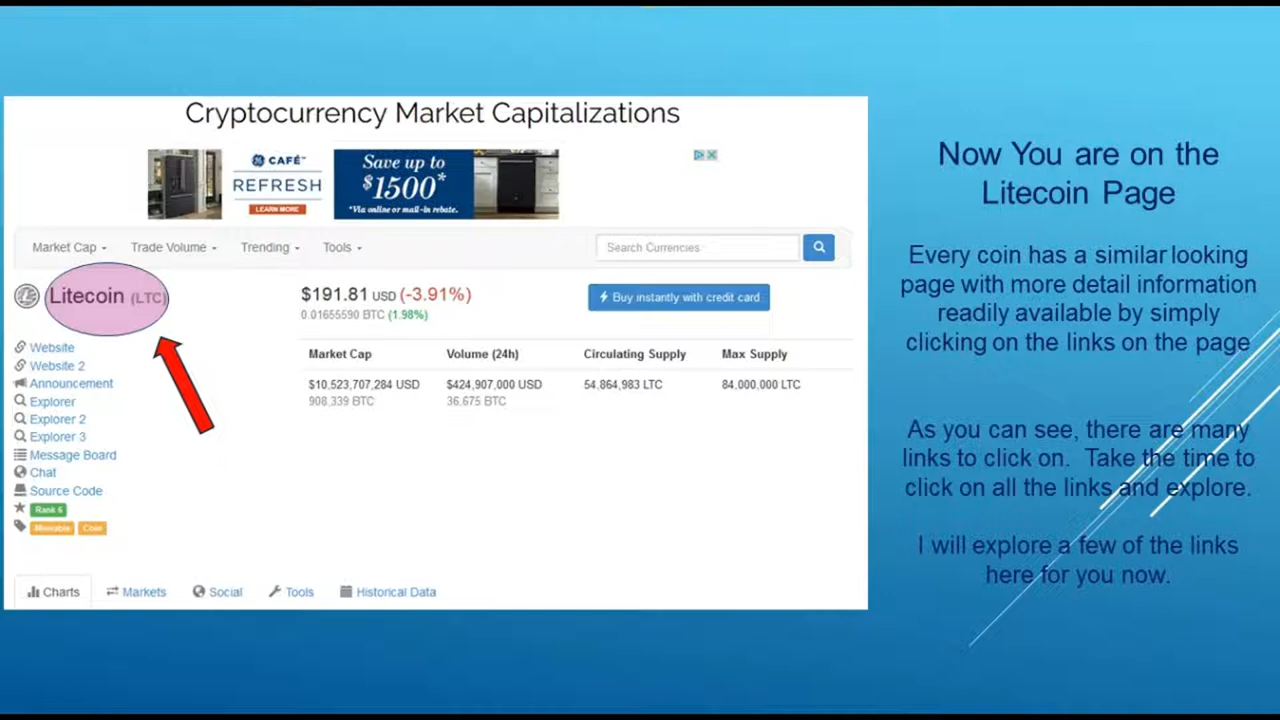 Cryptocurrency Market Capitalizations
GE CAFÉ™
REFRESH
LEARN MORE
Save up to
$1500*
*Via online or mail-in rebate.
Market Cap
Trade Volume
Trending
Tools
Search Currencies
Litecoin (LTC)
$191.81 USD (-3.91%)
0.01655590 BTC (1.98%)
Buy instantly with credit card
Market Cap Volume (24h) Circulating Supply Max Supply
$10,523,707,284 USD $424,907,000 USD 54,864,983 LTC 84,000,000 LTC
908,339 BTC 36,675 BTC
Website
Website 2
Announcement
Explorer
Explorer 2
Explorer 3
Message Board
Chat
Source Code
Rank 6
Mineable Coin
Charts Markets Social Tools Historical Data
Now You are on the
Litecoin Page
Every coin has a similar looking
page with more detail information
readily available by simply
clicking on the links on the page
As you can see, there are many
links to click on. Take the time to
click on all the links and explore.
I will explore a few of the links
here for you now.